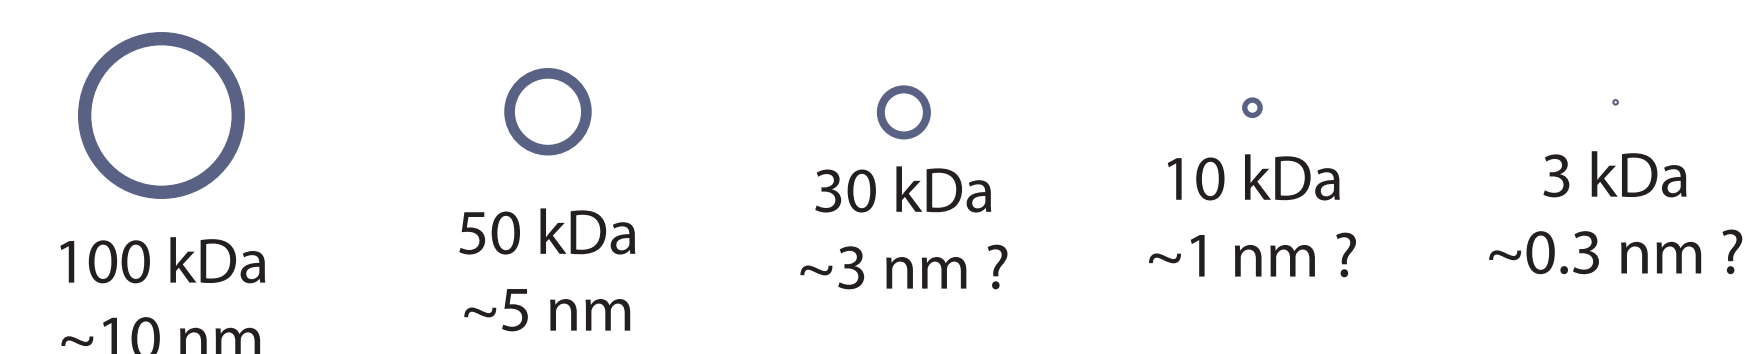 100 kDa
~10 nm
50 kDa
~5 nm
30 kDa
~3 nm ?
10 kDa
~1 nm ?
3 kDa
~0.3 nm ?